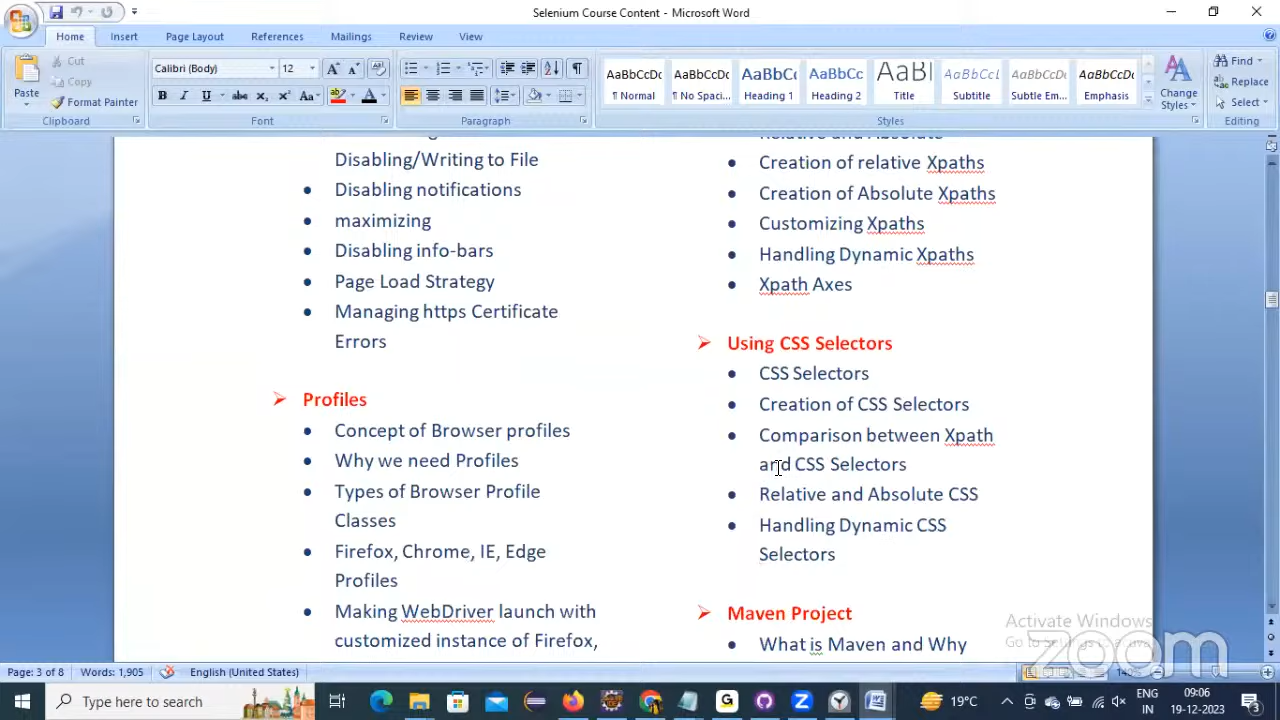 Selenium Course Content - Microsoft Word
Home Insert Page Layout References Mailings Review View
Paste
Cut
Copy
Format Painter
Clipboard
Calibri (Body) 12
Font
Paragraph
AaBbCcDc AaBbCcDc AaBbCc AaBbCc AaBl AaBbCcL AaBbCcDc AaBbCcDc
¶ Normal ¶ No Spaci... Heading 1 Heading 2 Title Subtitle Subtle Em... Emphasis
Change Styles
Styles
Find
Replace
Select
Editing
Disabling/Writing to File
• Disabling notifications
• maximizing
• Disabling info-bars
• Page Load Strategy
• Managing https Certificate
Errors
Profiles
• Concept of Browser profiles
• Why we need Profiles
• Types of Browser Profile
Classes
• Firefox, Chrome, IE, Edge
Profiles
• Making WebDriver launch with
customized instance of Firefox,
Relative and Absolute
• Creation of relative Xpaths
• Creation of Absolute Xpaths
• Customizing Xpaths
• Handling Dynamic Xpaths
• Xpath Axes
Using CSS Selectors
• CSS Selectors
• Creation of CSS Selectors
• Comparison between Xpath
and CSS Selectors
• Relative and Absolute CSS
• Handling Dynamic CSS
Selectors
Maven Project
• What is Maven and Why
Activate Windows
zoom
Page: 3 of 8 Words: 1,905 English (United States)
Type here to search
19°C
ENG
IN
09:06
19-12-2023
3